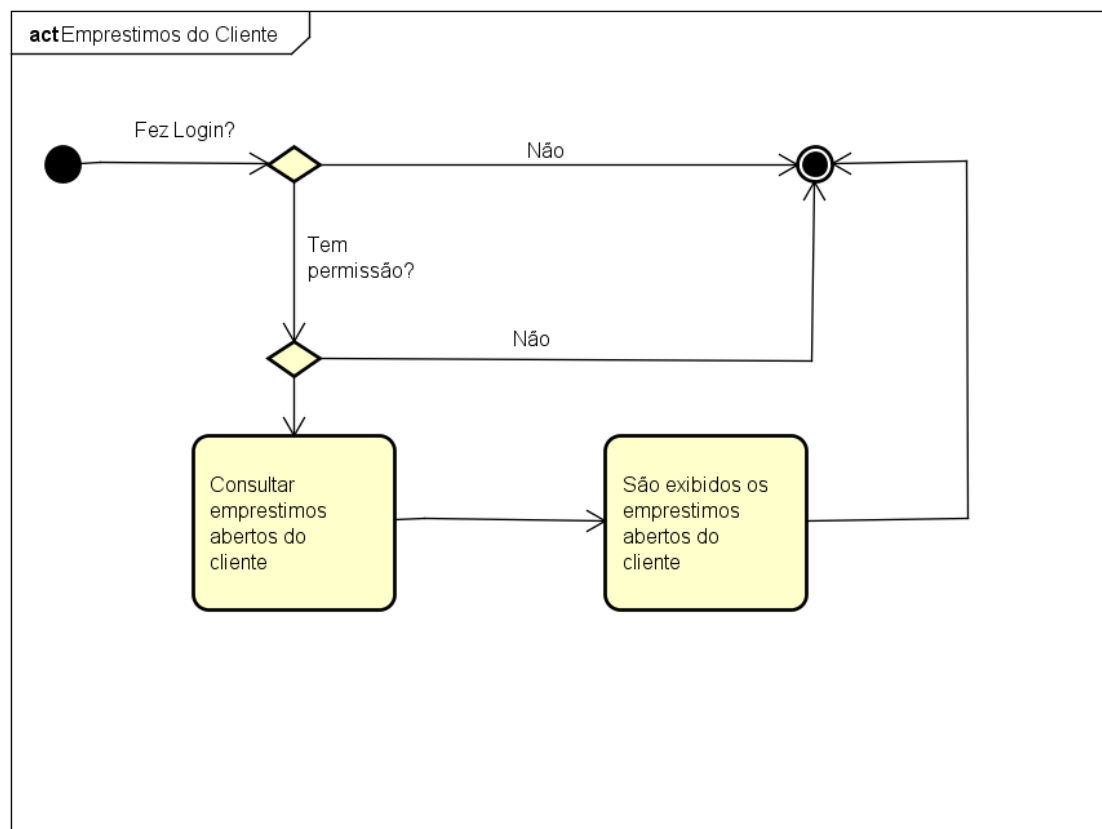 act Emprestimos do Cliente
Fez Login?
Não
Tem
permissão?
Não
Consultar
emprestimos
abertos do
cliente
São exibidos os
emprestimos
abertos do
cliente